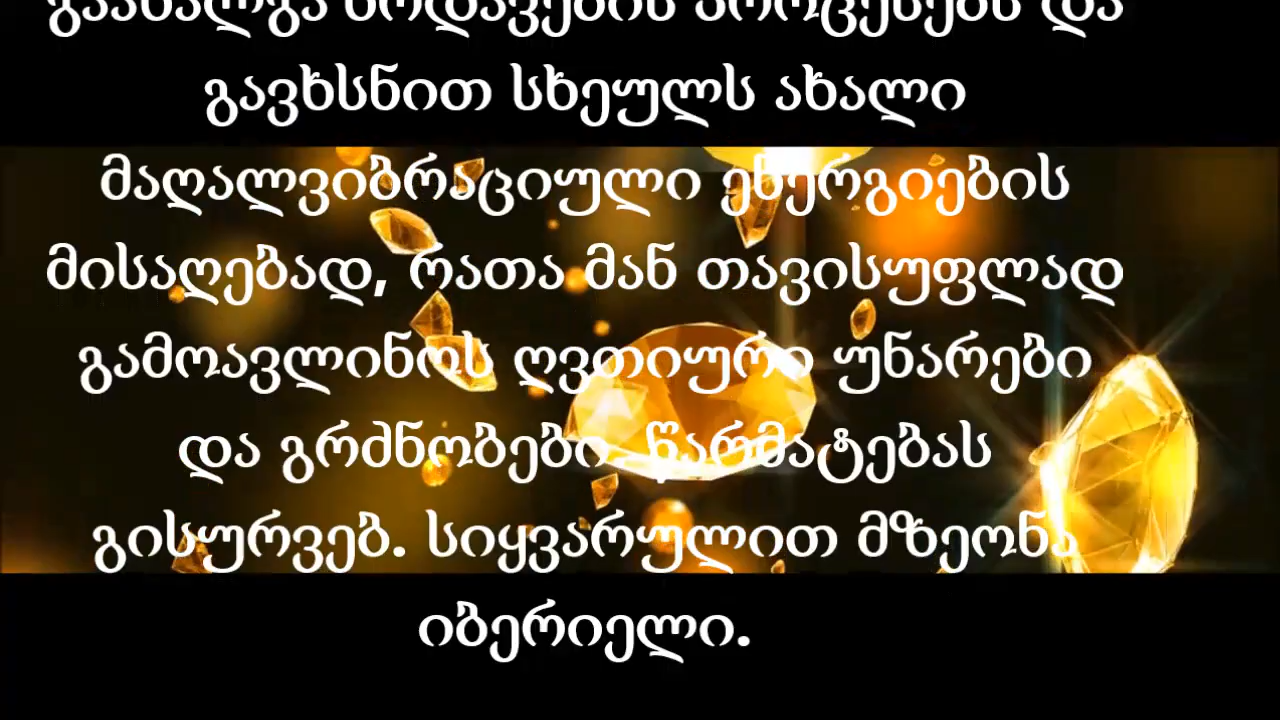 და
გავხსნით სხეულს ახალი
მაღალვიბრაციული ენერგიების
მისაღებად, რათა მან თავისუფლად
გამოავლინოს ღვთიური უნარები
და გრძნობები. წარმატებას
გისურვებ. სიყვარულით მზეონა
იბერიელი.